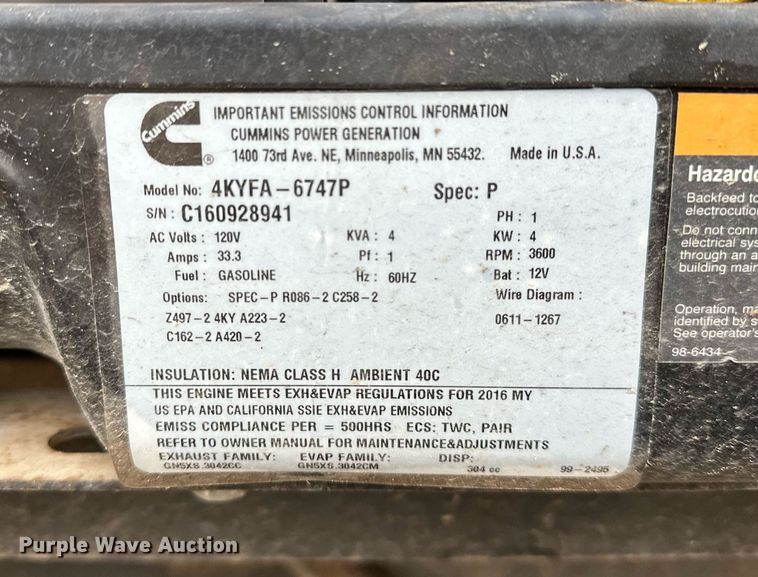 Cummins
®
IMPORTANT EMISSIONS CONTROL INFORMATION
CUMMINS POWER GENERATION
1400 73rd Ave. NE, Minneapolis, MN 55432. Made in U.S.A.
Model No: 4KYFA-6747P Spec: P
S/N: C160928941 PH: 1
AC Volts: 120V KVA: 4 KW: 4
Amps: 33.3 Pf: 1 RPM: 3600
Fuel: GASOLINE Hz: 60HZ Bat: 12V
Options: SPEC-P R086-2 C258-2 Wire Diagram:
Z497-2 4KY A223-2 0611-1267
C162-2 A420-2
INSULATION: NEMA CLASS H AMBIENT 40C
THIS ENGINE MEETS EXH&EVAP REGULATIONS FOR 2016 MY
US EPA AND CALIFORNIA SSIE EXH&EVAP EMISSIONS
EMISS COMPLIANCE PER = 500HRS ECS: TWC, PAIR
REFER TO OWNER MANUAL FOR MAINTENANCE&ADJUSTMENTS
EXHAUST FAMILY: EVAP FAMILY: DISP:
GN5XS.3042CC GN5XS.3042CM 304 cc 99-2495
Hazardo
Backfeed to
electrocution
Do not conn
electrical sys
through an a
building main
Operation, ma
identified by s
See operator's
98-6434
Purple Wave Auction